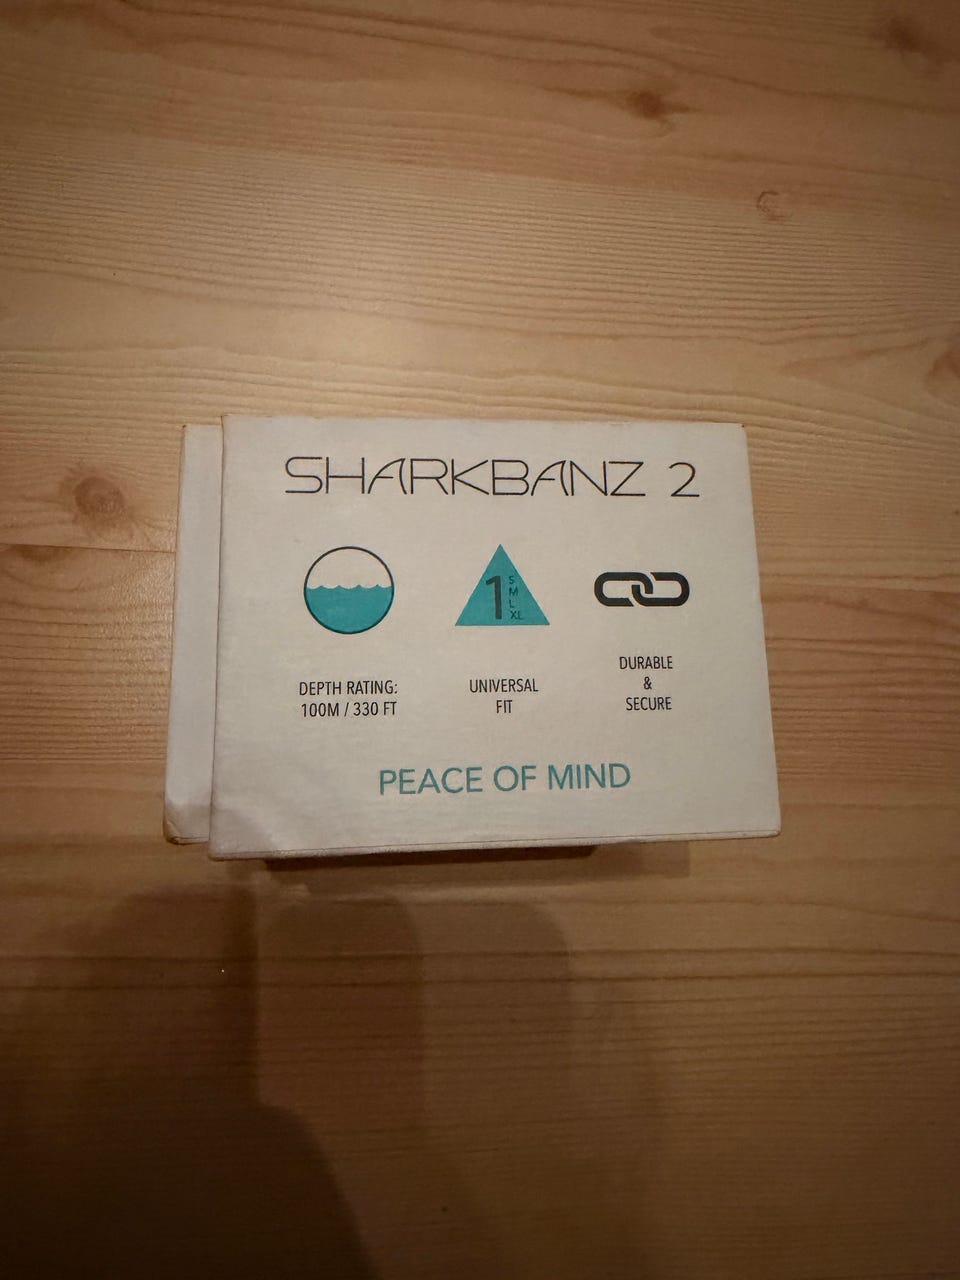 SHARKBANZ 2
1
S
M
L
XL
DEPTH RATING:
100M / 330 FT
UNIVERSAL
FIT
DURABLE
&
SECURE
PEACE OF MIND